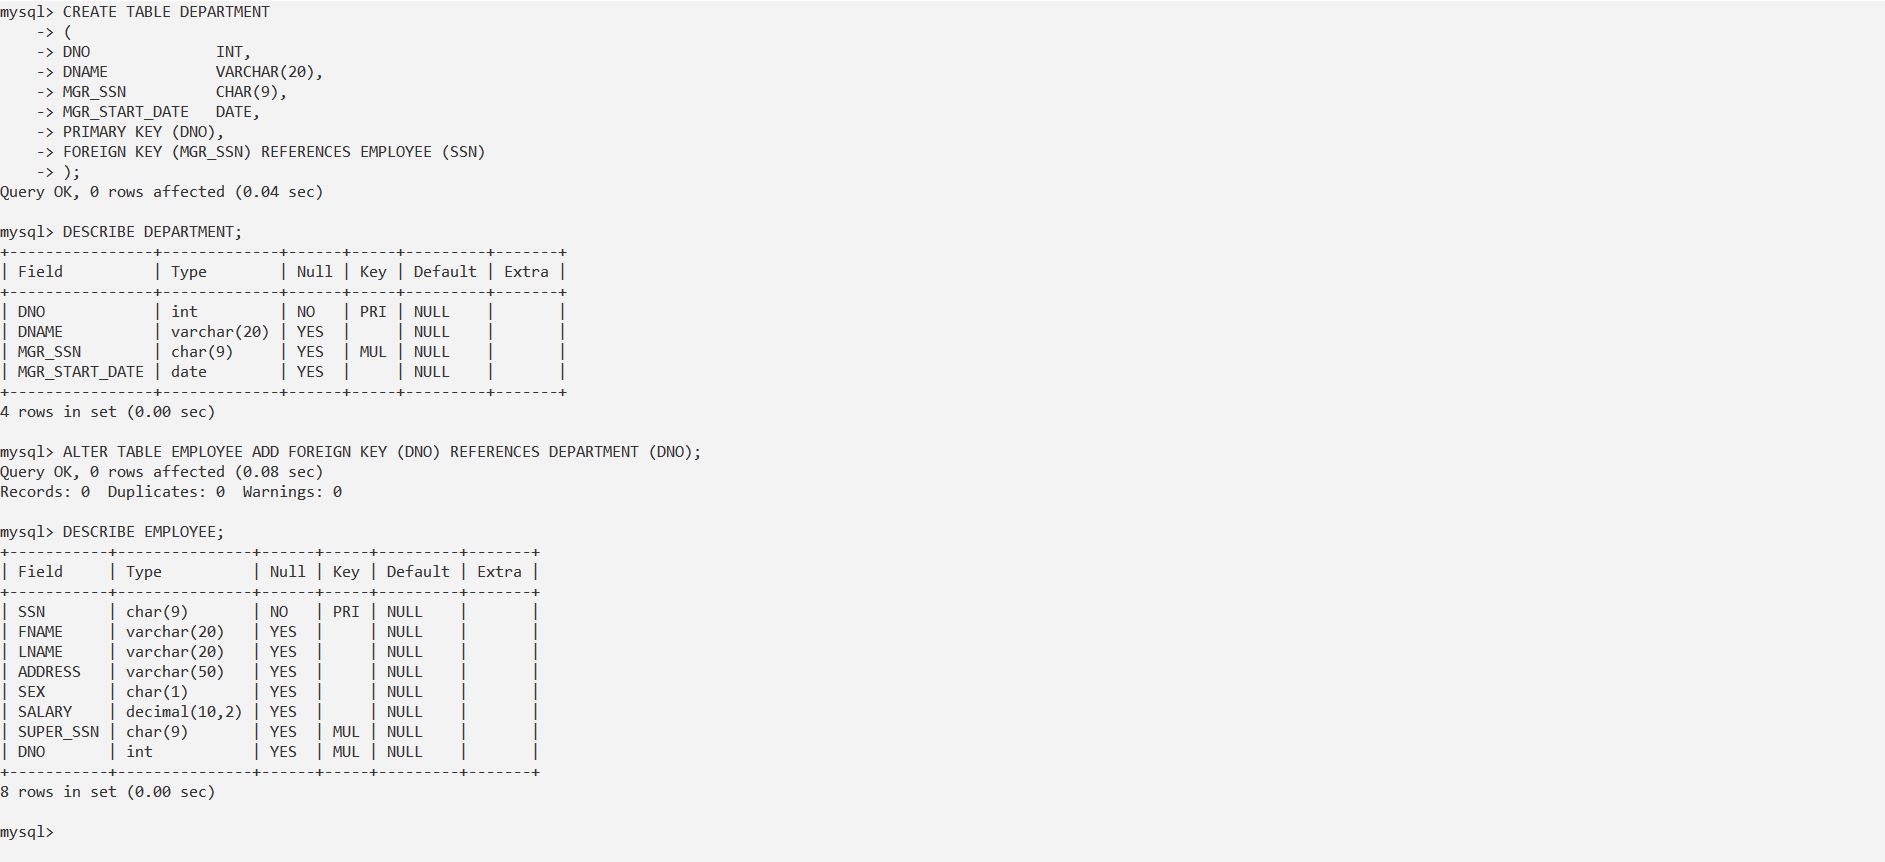 mysql> CREATE TABLE DEPARTMENT
    -> (
    -> DNO              INT,
    -> DNAME            VARCHAR(20),
    -> MGR_SSN          CHAR(9),
    -> MGR_START_DATE   DATE,
    -> PRIMARY KEY (DNO),
    -> FOREIGN KEY (MGR_SSN) REFERENCES EMPLOYEE (SSN)
    -> );
Query OK, 0 rows affected (0.04 sec)

mysql> DESCRIBE DEPARTMENT;
+----------------+-------------+------+-----+---------+-------+
| Field          | Type        | Null | Key | Default | Extra |
+----------------+-------------+------+-----+---------+-------+
| DNO            | int         | NO   | PRI | NULL    |       |
| DNAME          | varchar(20) | YES  |     | NULL    |       |
| MGR_SSN        | char(9)     | YES  | MUL | NULL    |       |
| MGR_START_DATE | date        | YES  |     | NULL    |       |
+----------------+-------------+------+-----+---------+-------+
4 rows in set (0.00 sec)

mysql> ALTER TABLE EMPLOYEE ADD FOREIGN KEY (DNO) REFERENCES DEPARTMENT (DNO);
Query OK, 0 rows affected (0.08 sec)
Records: 0  Duplicates: 0  Warnings: 0

mysql> DESCRIBE EMPLOYEE;
+-----------+---------------+------+-----+---------+-------+
| Field     | Type          | Null | Key | Default | Extra |
+-----------+---------------+------+-----+---------+-------+
| SSN       | char(9)       | NO   | PRI | NULL    |       |
| FNAME     | varchar(20)   | YES  |     | NULL    |       |
| LNAME     | varchar(20)   | YES  |     | NULL    |       |
| ADDRESS   | varchar(50)   | YES  |     | NULL    |       |
| SEX       | char(1)       | YES  |     | NULL    |       |
| SALARY    | decimal(10,2) | YES  |     | NULL    |       |
| SUPER_SSN | char(9)       | YES  | MUL | NULL    |       |
| DNO       | int           | YES  | MUL | NULL    |       |
+-----------+---------------+------+-----+---------+-------+
8 rows in set (0.00 sec)

mysql>